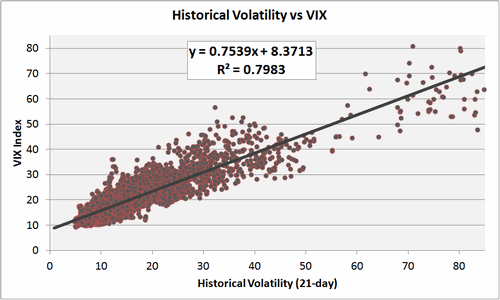 Historical Volatility vs VIX
y = 0.7539x + 8.3713
R² = 0.7983
VIX Index
80
70
60
50
40
30
20
10
0
0 10 20 30 40 50 60 70 80
Historical Volatility (21-day)